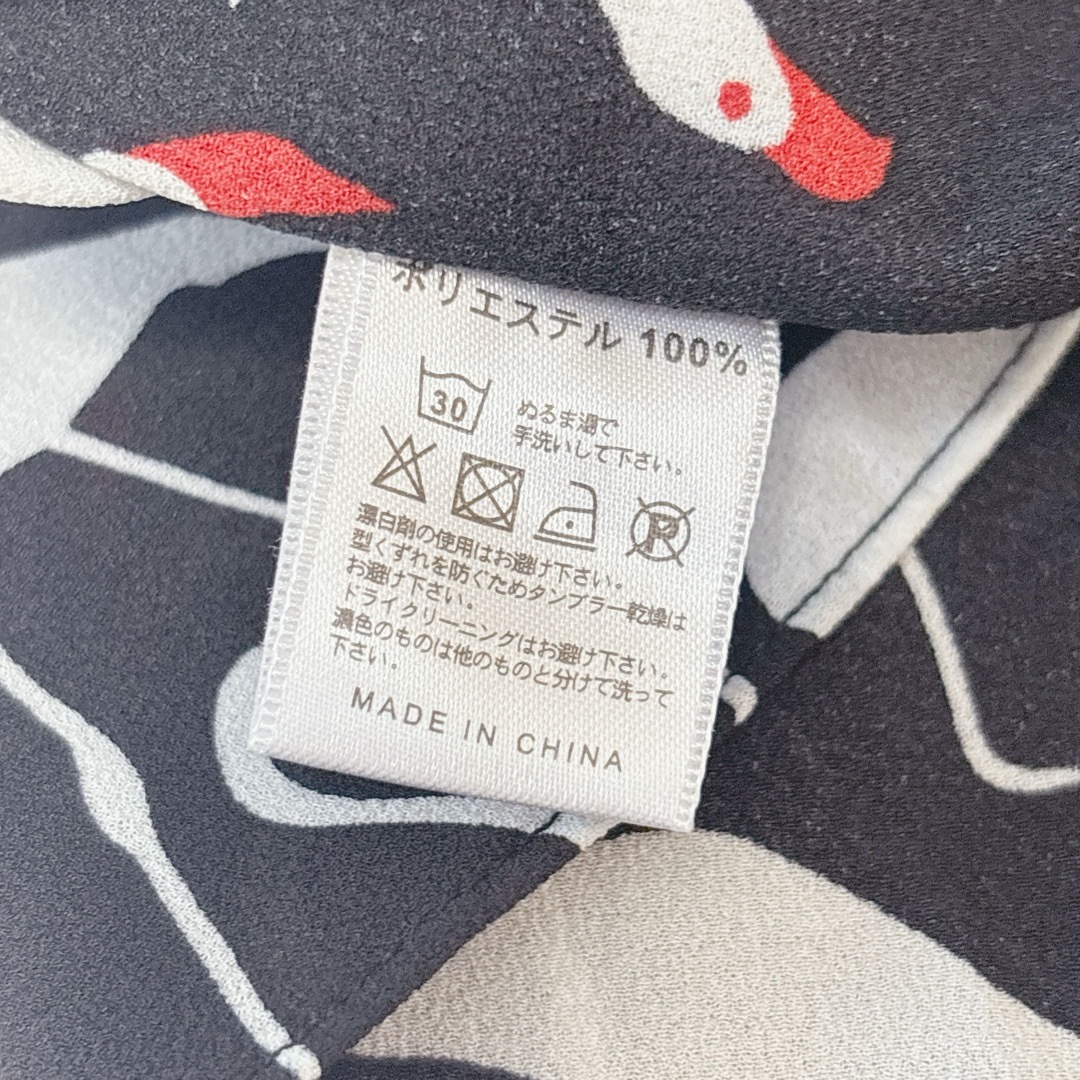 ポリエステル 100%
30
ぬるま湯で
手洗いして下さい。
P
漂白剤の使用はお避け下さい。
型くずれを防ぐためタンブラー乾燥は
お避け下さい。
ドライクリーニングはお避け下さい。
濃色のものは他のものと分けて洗って
下さい。
MADE IN CHINA